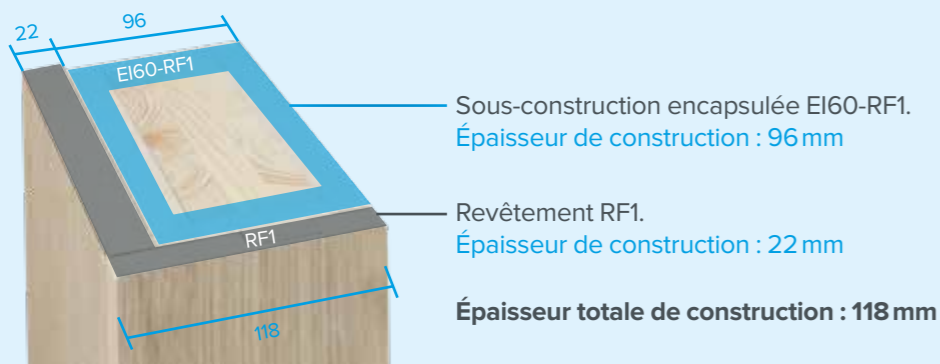 22
96
EI60-RF1
Sous-construction encapsulée EI60-RF1.
Épaisseur de construction : 96 mm
Revêtement RF1.
Épaisseur de construction : 22 mm
RF1
118
Épaisseur totale de construction : 118 mm